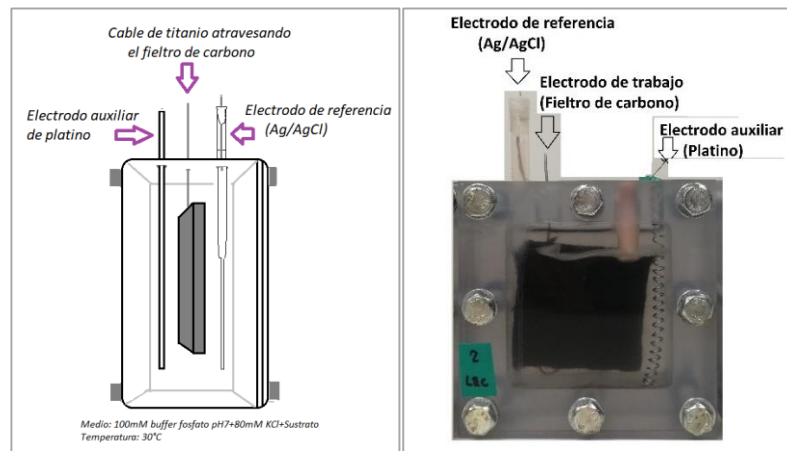 Cable de titanio atravesando
el fieltro de carbono
Electrodo auxiliar
de platino
Electrodo de referencia
(Ag/AgCl)
Medio: 100mM buffer fosfato pH7+80mM KCl+Sustrato
Temperatura: 30°C
Electrodo de referencia
(Ag/AgCl)
Electrodo de trabajo
(Fieltro de carbono)
Electrodo auxiliar
(Platino)
2